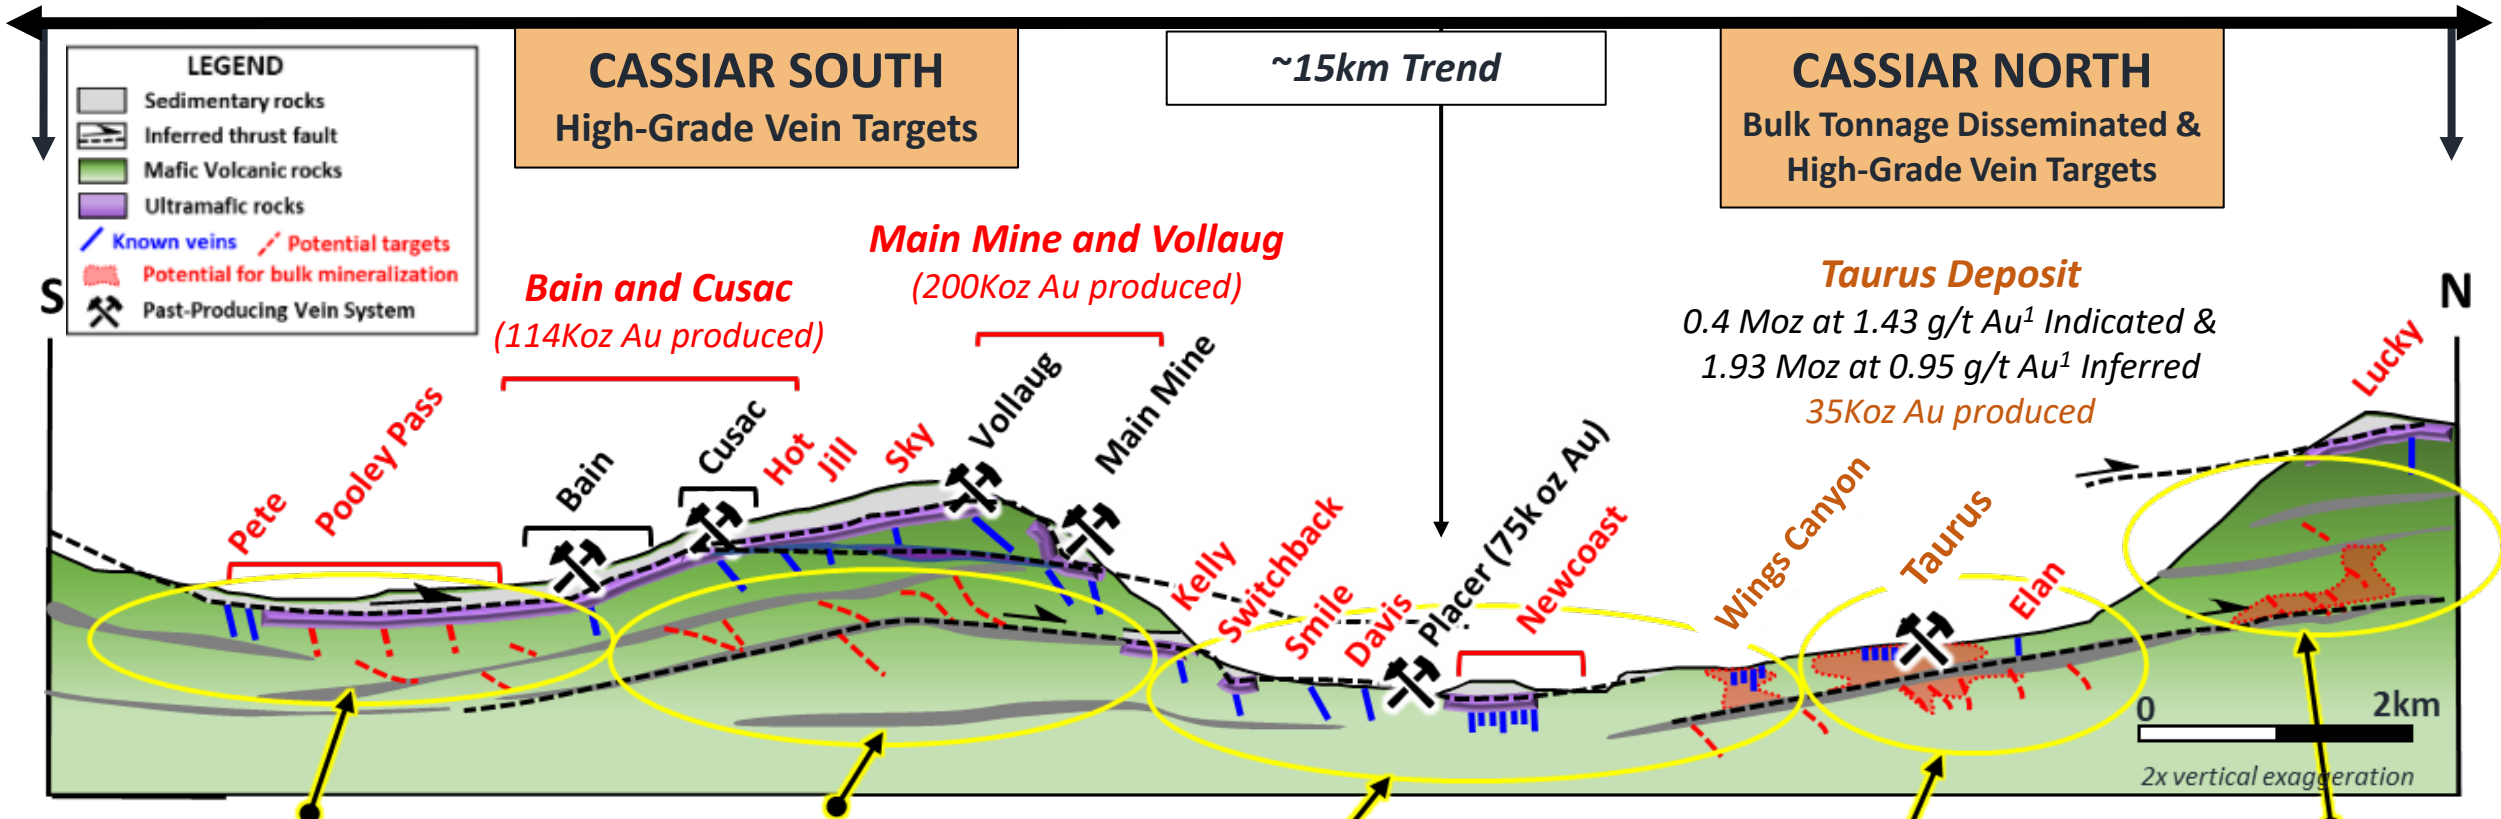 CASSIAR SOUTH
High-Grade Vein Targets
~15km Trend
CASSIAR NORTH
Bulk Tonnage Disseminated &
High-Grade Vein Targets
LEGEND
Sedimentary rocks
Inferred thrust fault
Mafic Volcanic rocks
Ultramafic rocks
Known veins
Potential targets
Potential for bulk mineralization
Past-Producing Vein System
S
N
Bain and Cusac
(114Koz Au produced)
Main Mine and Vollaug
(200Koz Au produced)
Taurus Deposit
0.4 Moz at 1.43 g/t Au¹ Indicated &
1.93 Moz at 0.95 g/t Au¹ Inferred
35Koz Au produced
Pete
Pooley Pass
Bain
Cusac
Hot
Jill
Sky
Vollaug
Main Mine
Kelly
Switchback
Smile
Davis
Placer (75k oz Au)
Newcoast
Wings Canyon
Taurus
Elan
Lucky
0
2km
2x vertical exaggeration